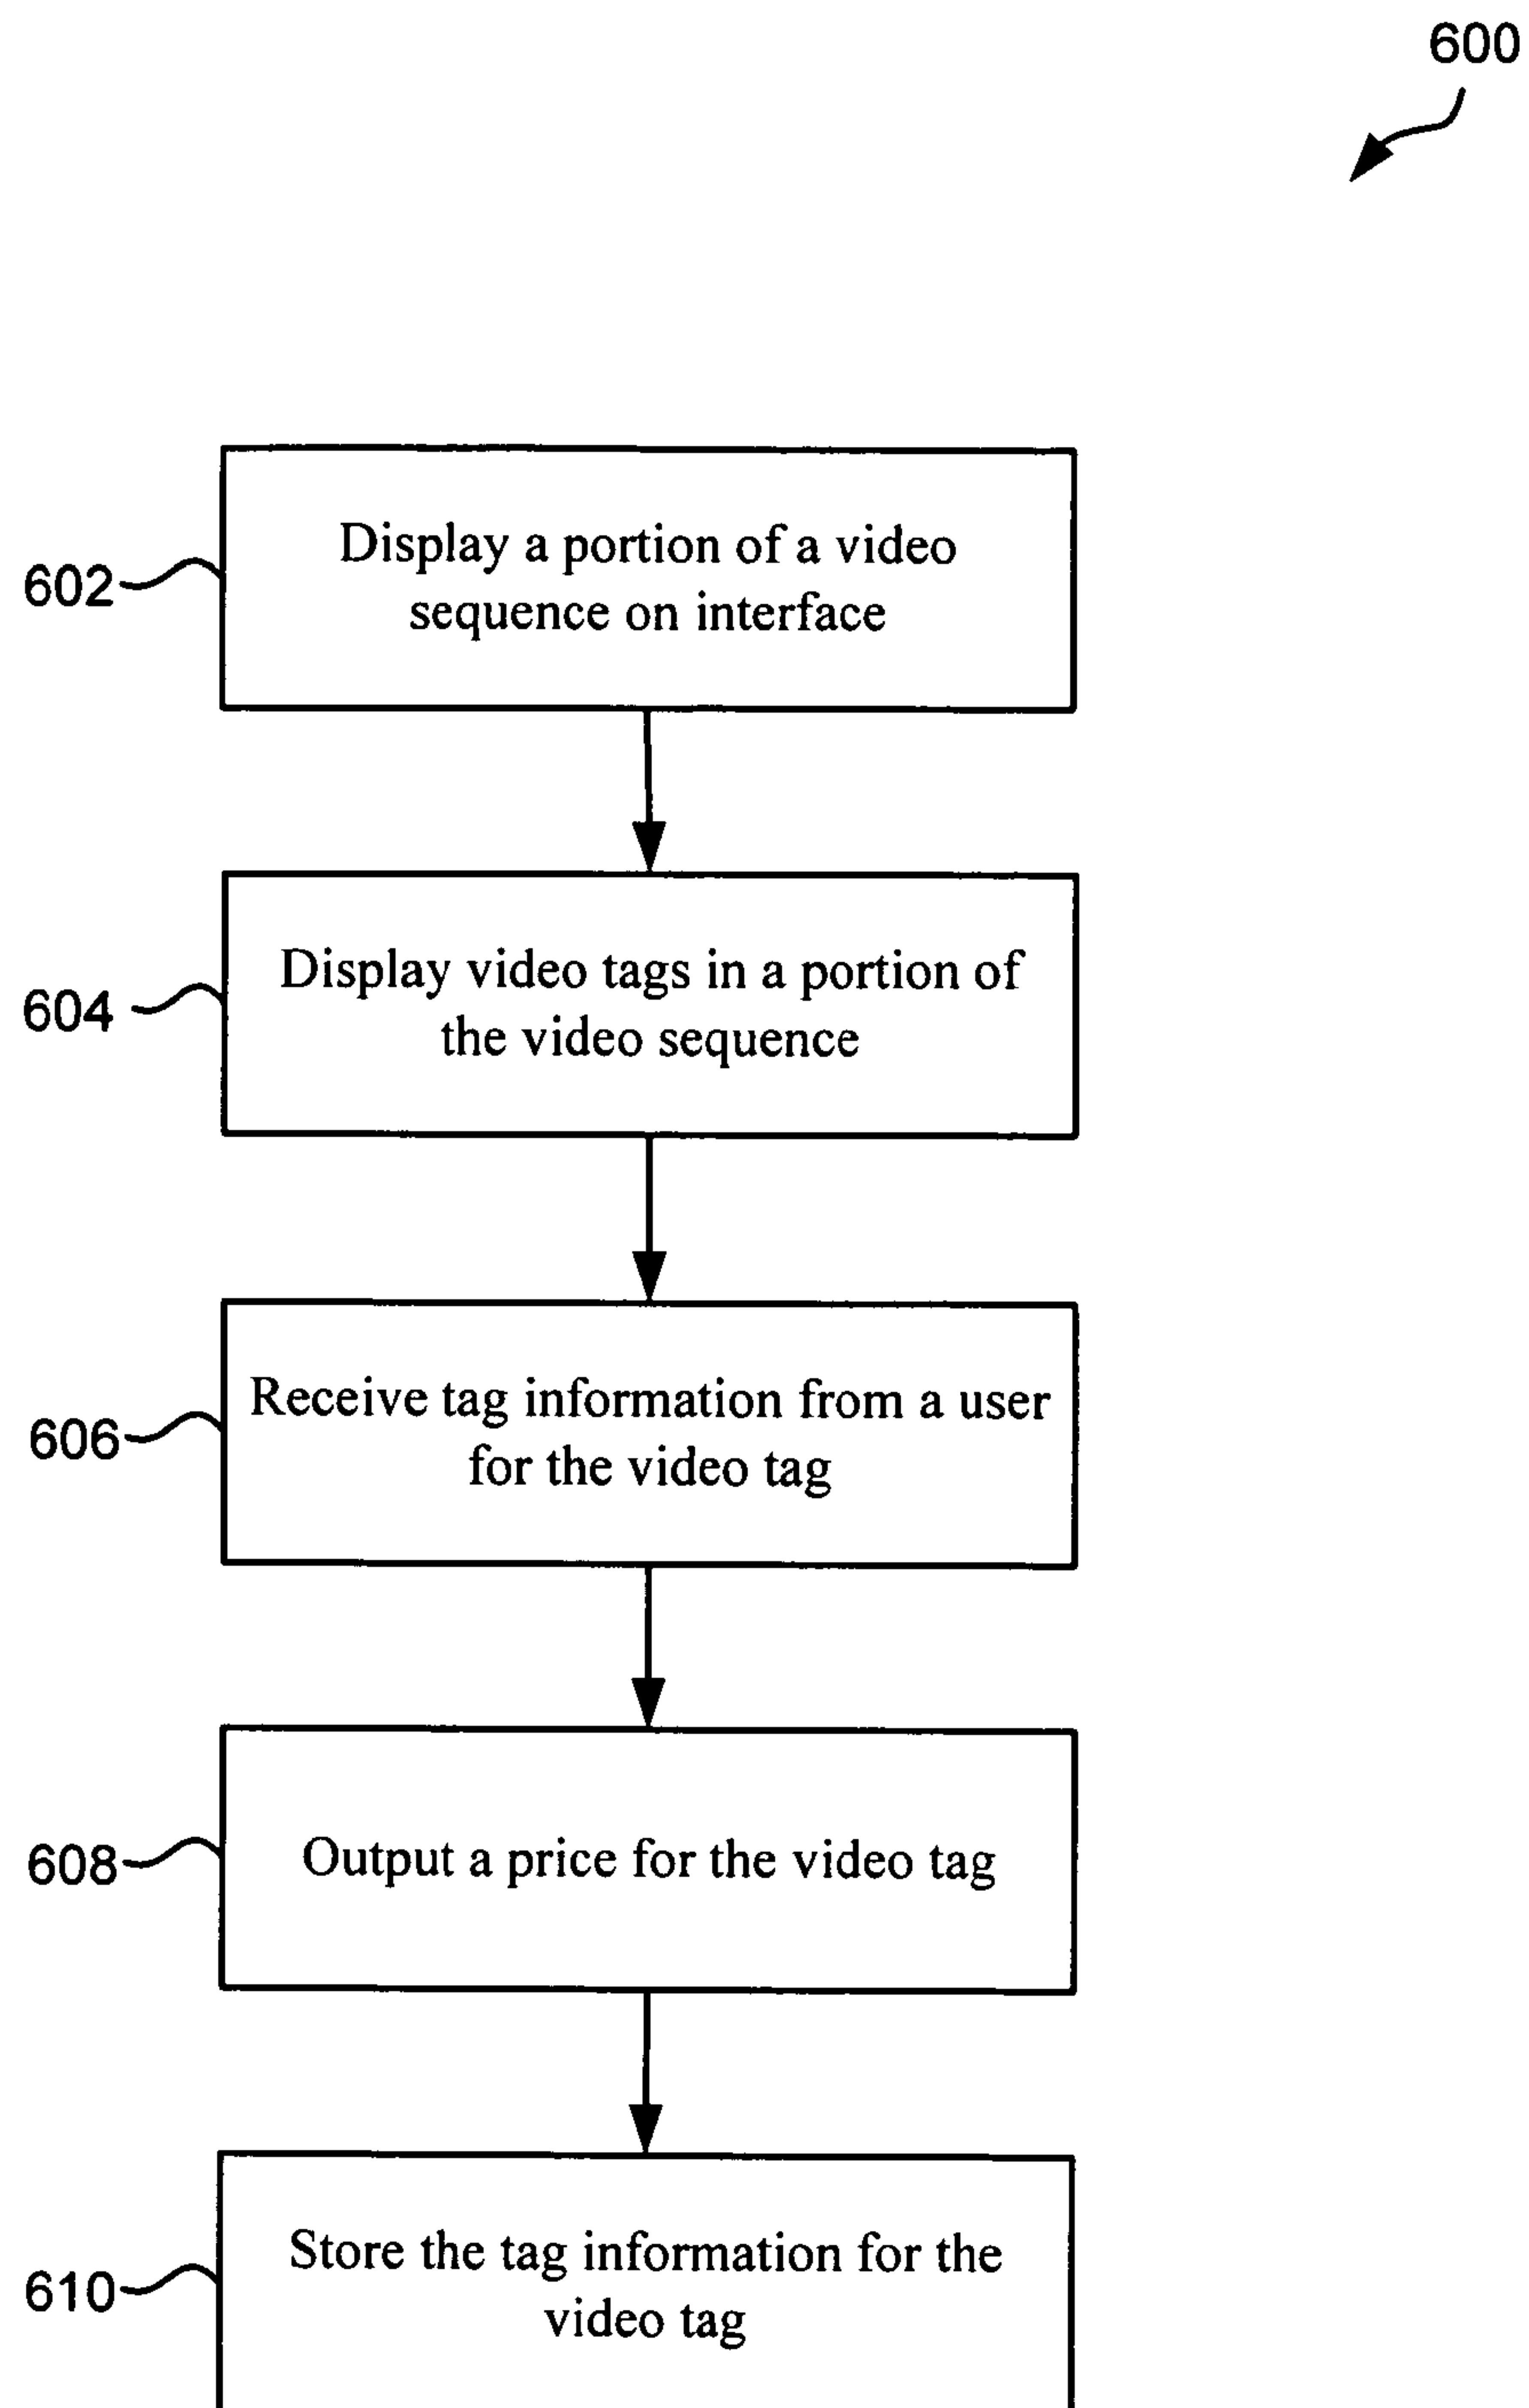 600
602
Display a portion of a video
sequence on interface
604
Display video tags in a portion of
the video sequence
606
Receive tag information from a user
for the video tag
608
Output a price for the video tag
610
Store the tag information for the
video tag